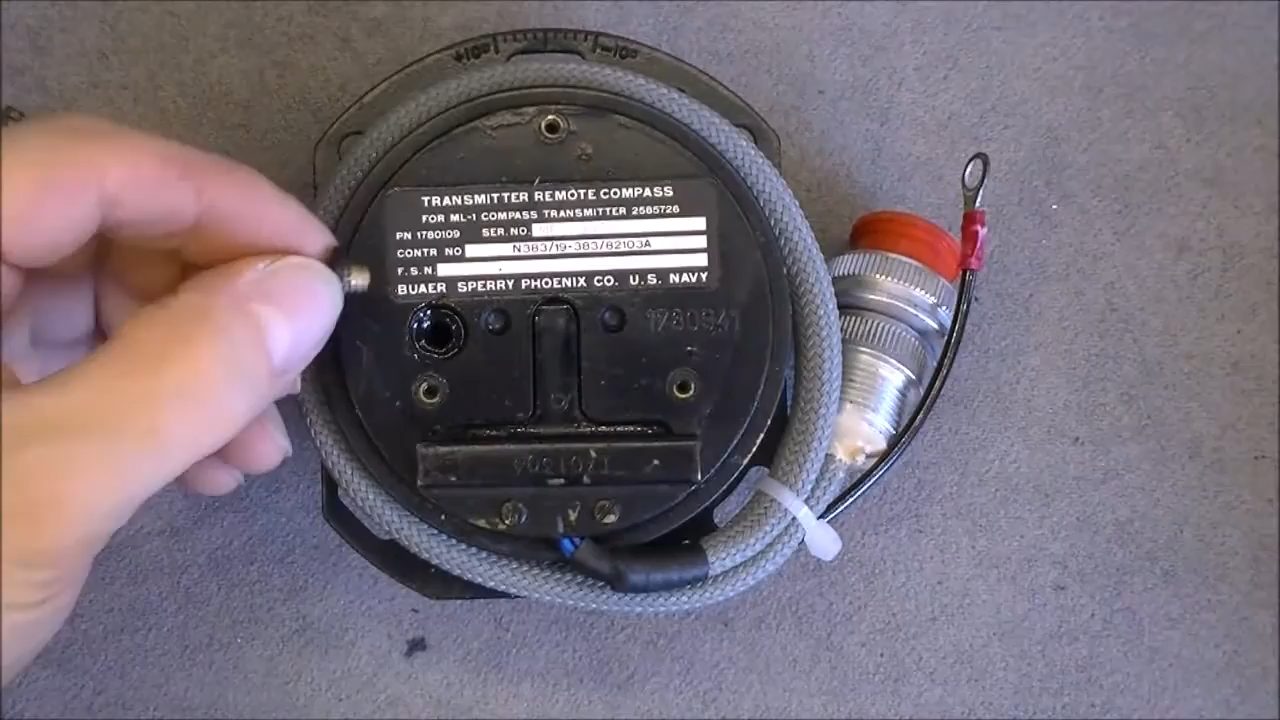 +10° -10°
TRANSMITTER REMOTE COMPASS
FOR ML-1 COMPASS TRANSMITTER 2585726
PN 1780109 SER. NO.
CONTR NO N383/19-383/82103A
F.S.N.
BUAER SPERRY PHOENIX CO. U.S. NAVY